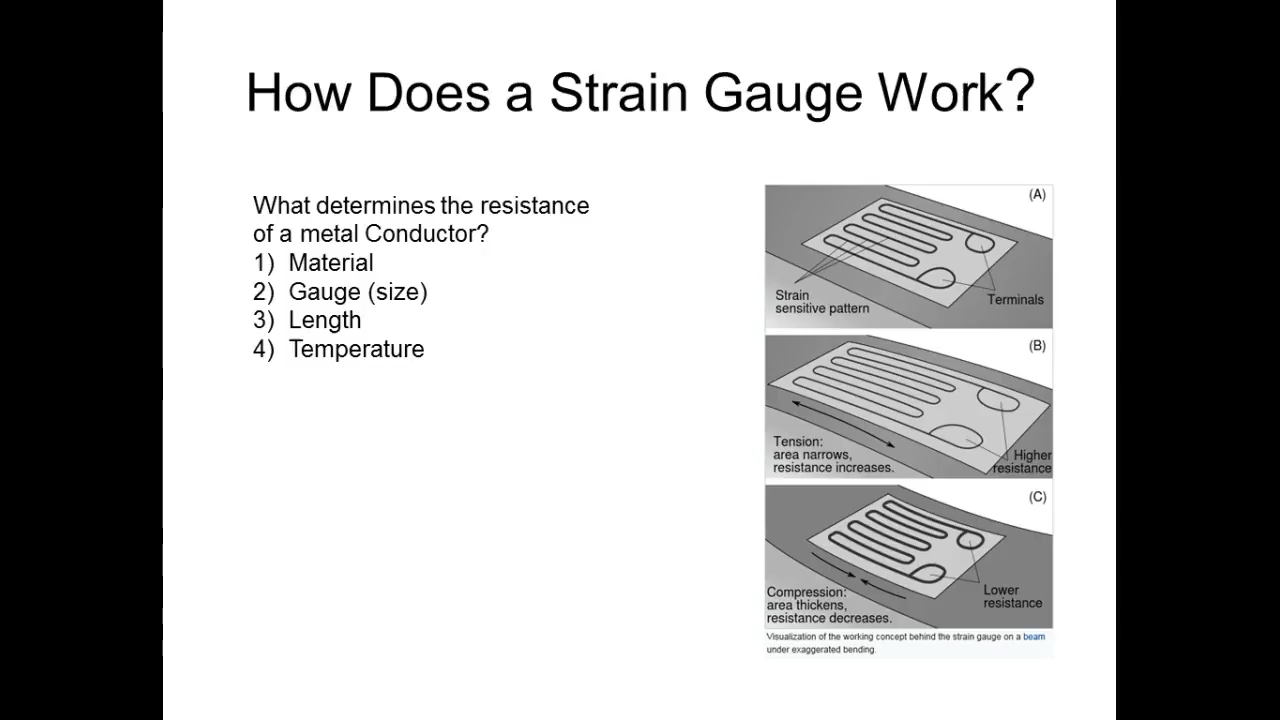 How Does a Strain Gauge Work?
What determines the resistance
of a metal Conductor?
1) Material
2) Gauge (size)
3) Length
4) Temperature
(A)
Strain
sensitive pattern
Terminals
(B)
Tension:
area narrows,
resistance increases.
Higher
resistance
(C)
Compression:
area thickens,
resistance decreases.
Lower
resistance
Visualization of the working concept behind the strain gauge on a beam
under exaggerated bending.